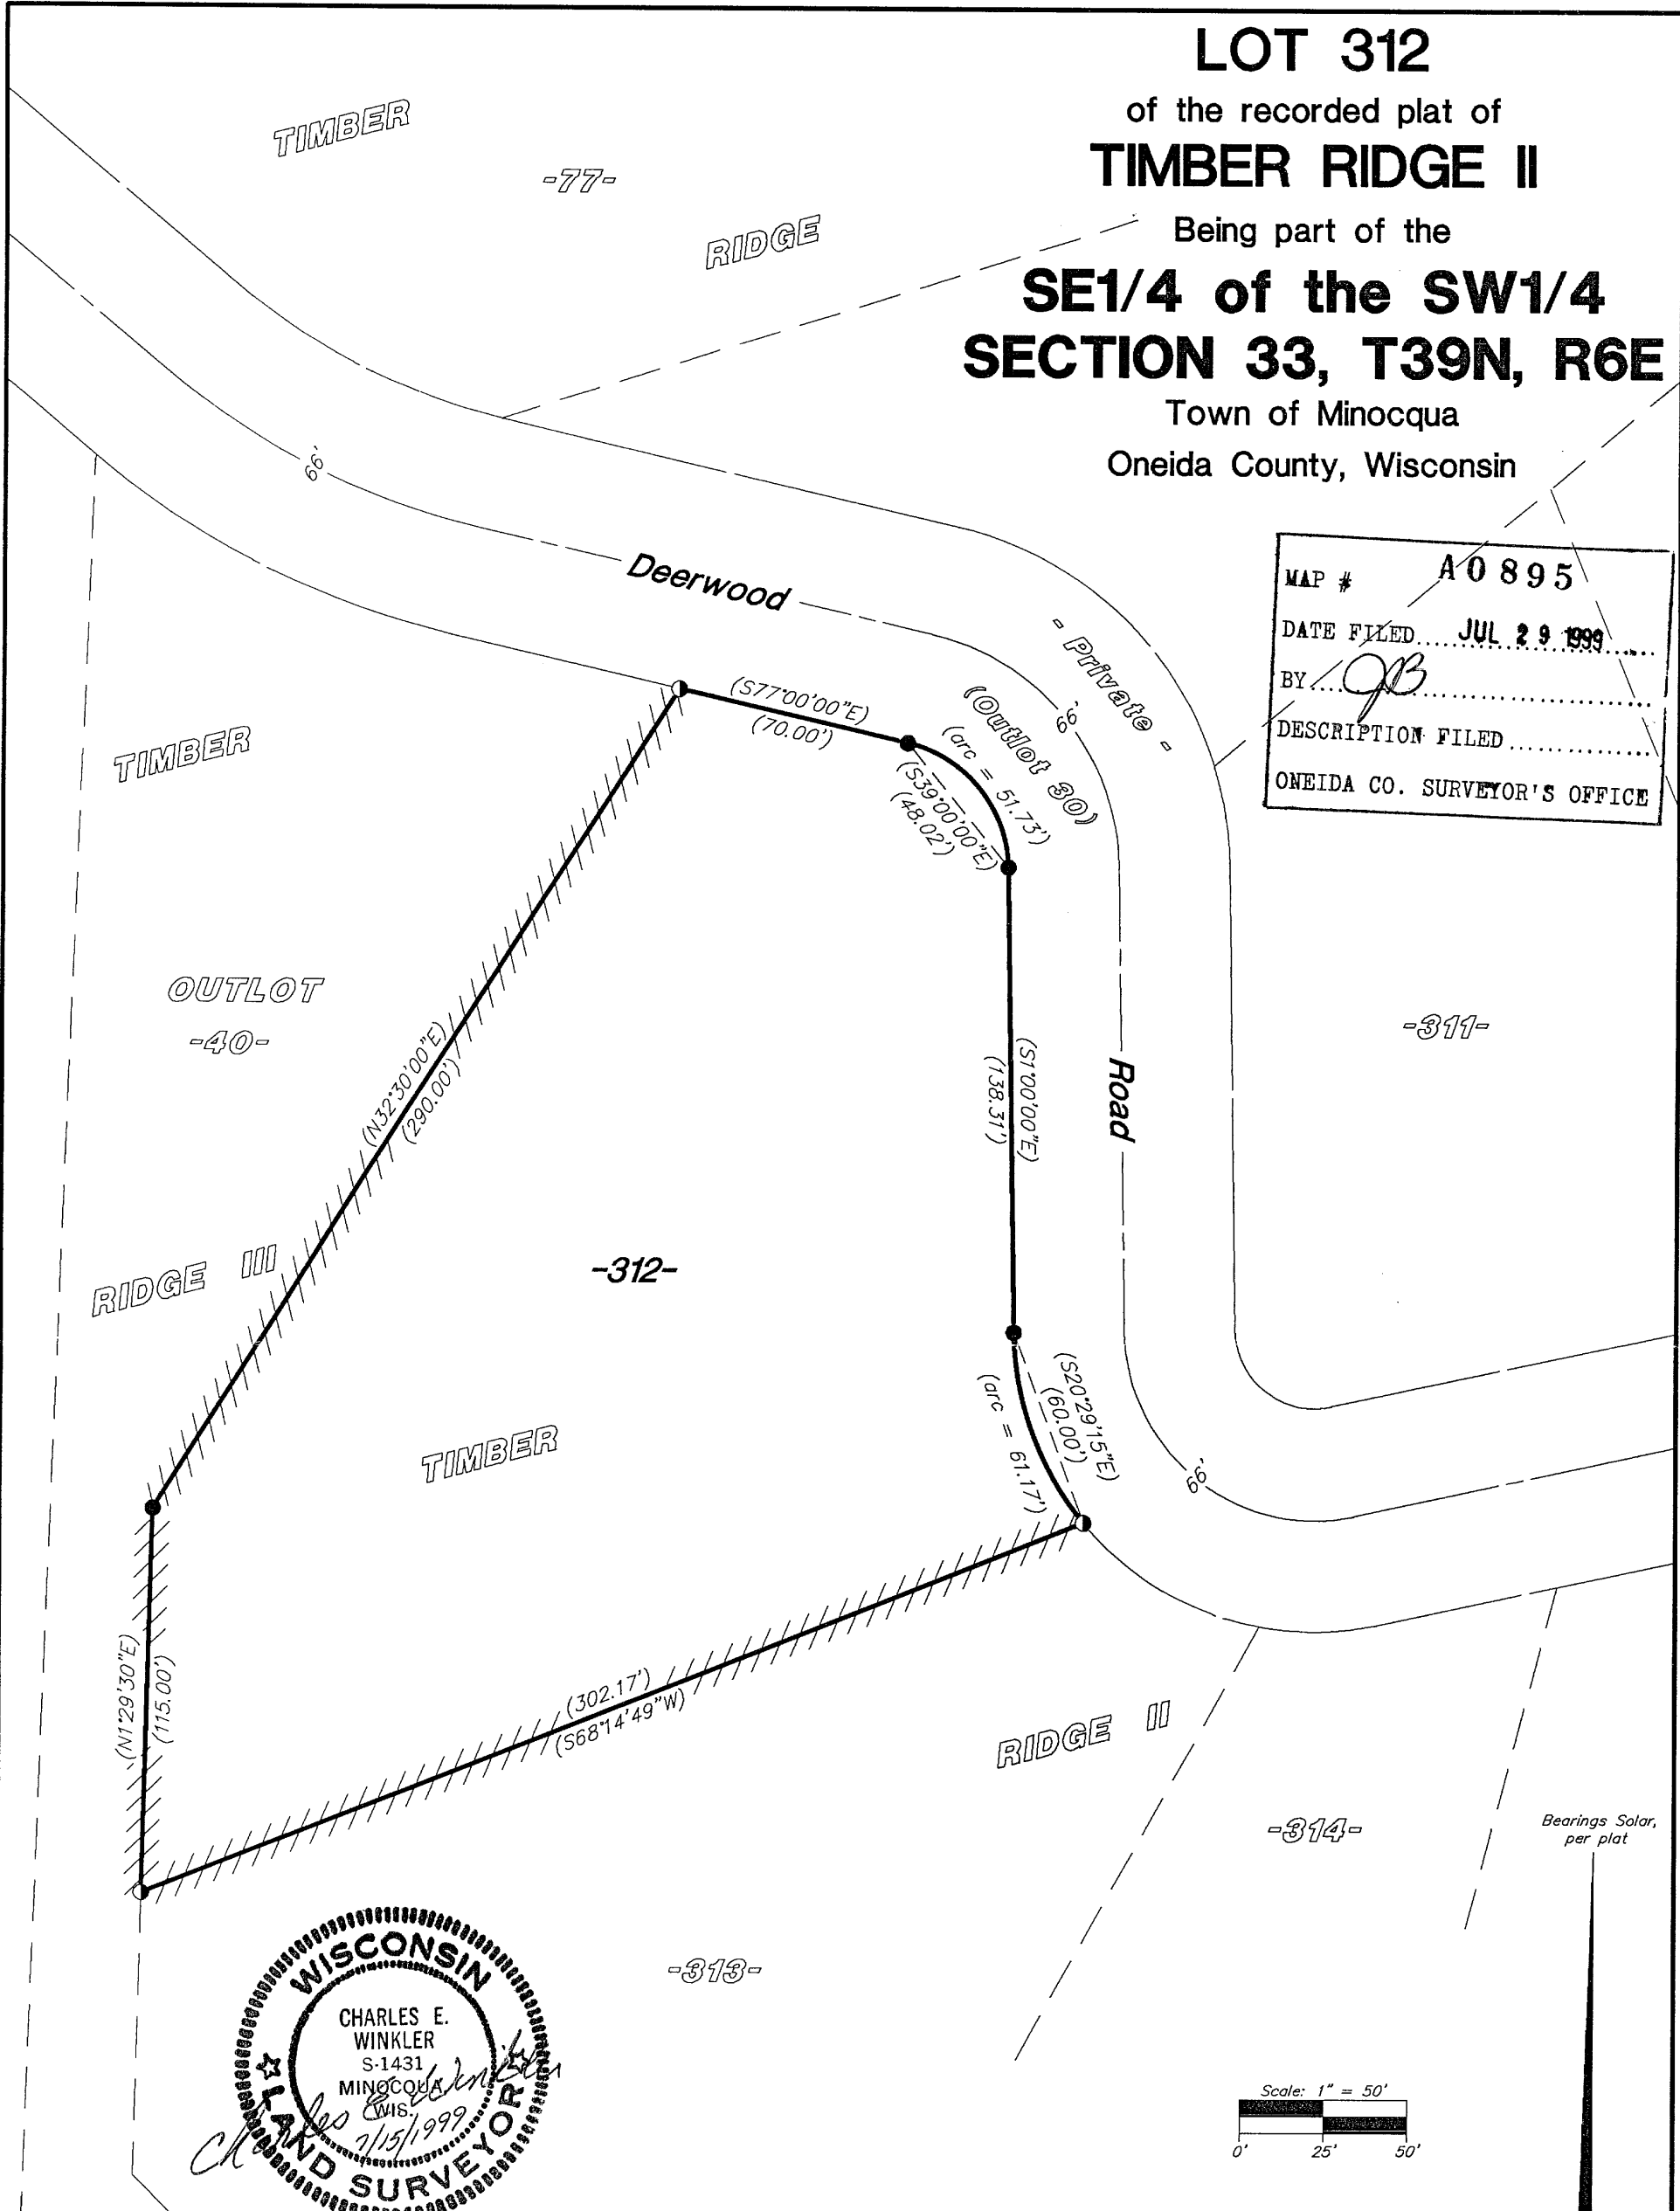 LOT 312
of the recorded plat of
TIMBER RIDGE II
Being part of the
SE1/4 of the SW1/4
SECTION 33, T39N, R6E
Town of Minocqua
Oneida County, Wisconsin
TIMBER
-77-
RIDGE
66'
Deerwood
- Private -
(Outlot 30)
66'
MAP # A0895
DATE FILED.... JUL 29 1999 ....
BY.... JB
DESCRIPTION FILED
ONEIDA CO. SURVEYOR'S OFFICE
(S77°00'00"E)
(70.00')
(arc = 51.73')
(S39°00'00"E)
(48.02')
TIMBER
OUTLOT
-40-
(N32°30'00"E)
(290.00')
(S1°00'00"E)
(138.31')
Road
-311-
RIDGE III
-312-
TIMBER
(S20°29'15"E)
(60.00')
(arc = 61.17')
66'
(N1°29'30"E)
(115.00')
(302.17')
(S68°14'49"W)
RIDGE II
-314-
Bearings Solar,
per plat
-313-
WISCONSIN
CHARLES E.
WINKLER
S-1431
MINOCQUA,
WIS.
LAND SURVEYOR
Charles E Winkler
7/15/1999
Scale: 1" = 50'
0' 25' 50'